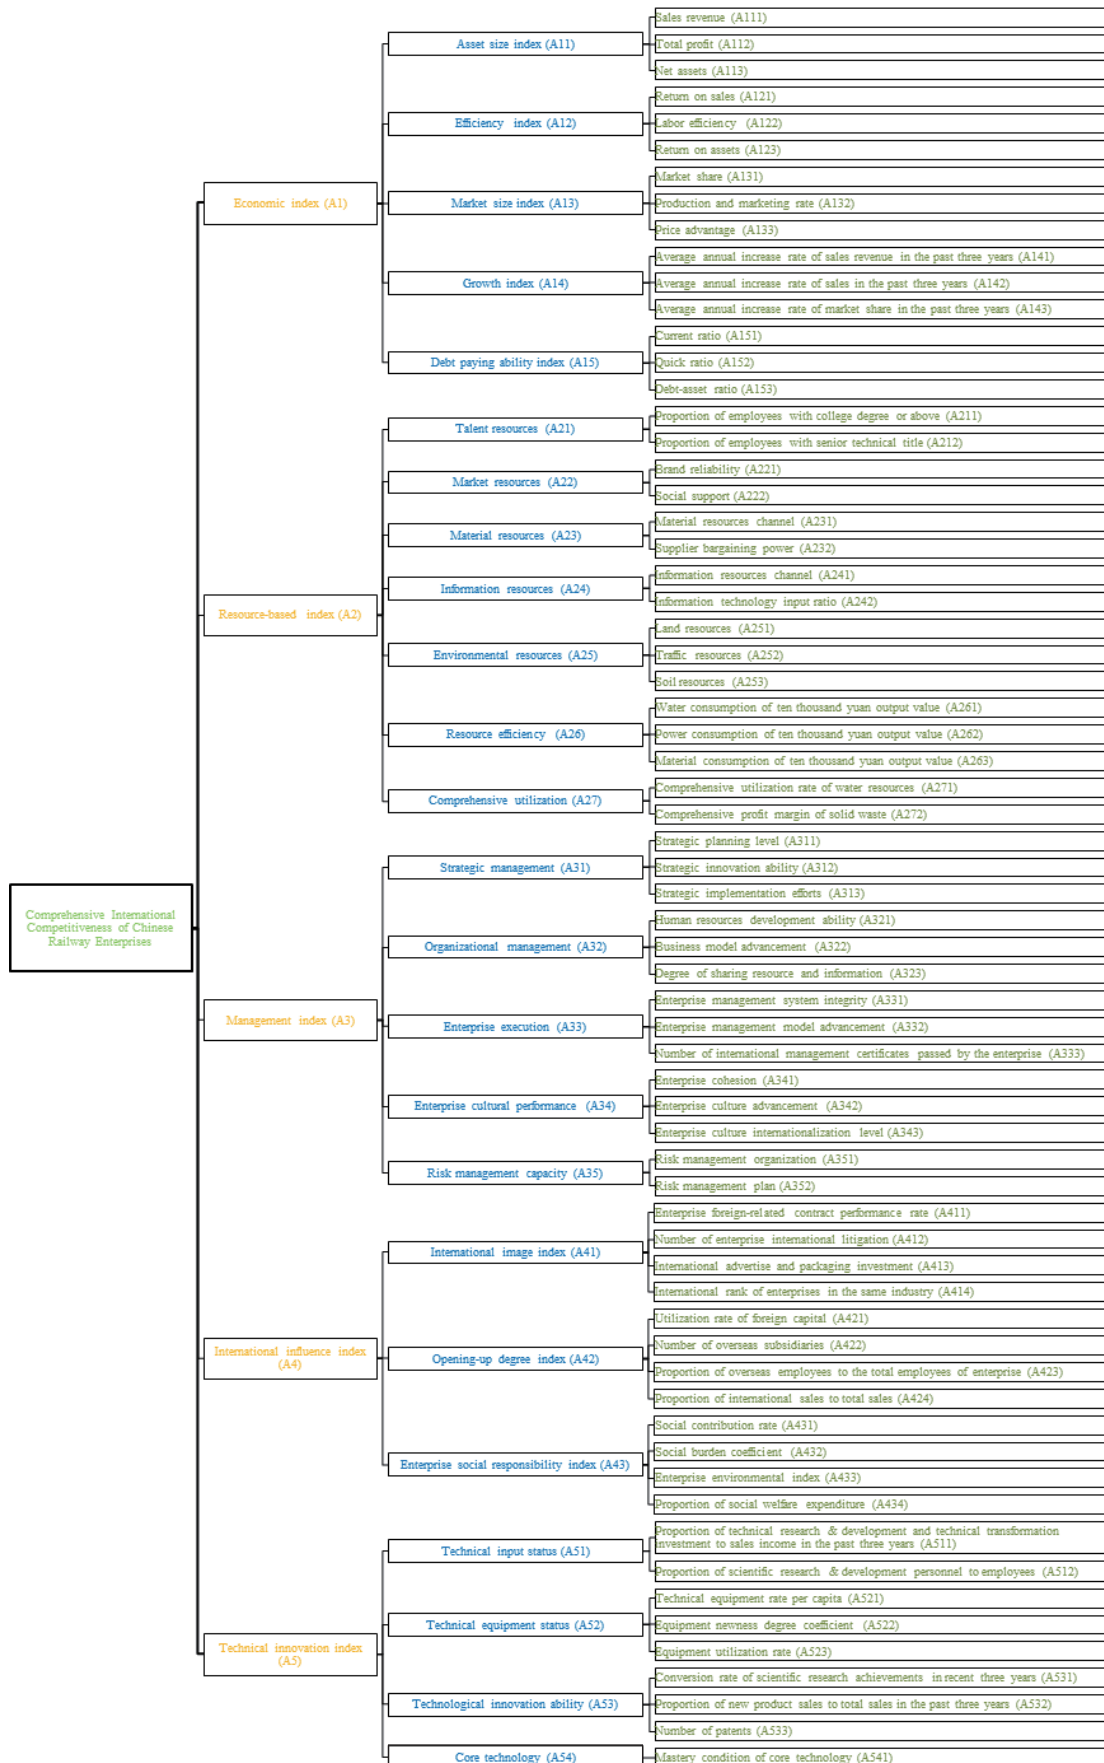 Comprehensive International
Competitiveness of Chinese
Railway Enterprises
Economic index (A1)
Asset size index (A11)
Sales revenue (A111)
Total profit (A112)
Net assets (A113)
Efficiency index (A12)
Return on sales (A121)
Labor efficiency (A122)
Return on assets (A123)
Market size index (A13)
Market share (A131)
Production and marketing rate (A132)
Price advantage (A133)
Growth index (A14)
Average annual increase rate of sales revenue in the past three years (A141)
Average annual increase rate of sales in the past three years (A142)
Average annual increase rate of market share in the past three years (A143)
Debt paying ability index (A15)
Current ratio (A151)
Quick ratio (A152)
Debt-asset ratio (A153)
Resource-based index (A2)
Talent resources (A21)
Proportion of employees with college degree or above (A211)
Proportion of employees with senior technical title (A212)
Market resources (A22)
Brand reliability (A221)
Social support (A222)
Material resources (A23)
Material resources channel (A231)
Supplier bargaining power (A232)
Information resources (A24)
Information resources channel (A241)
Information technology input ratio (A242)
Environmental resources (A25)
Land resources (A251)
Traffic resources (A252)
Soil resources (A253)
Resource efficiency (A26)
Water consumption of ten thousand yuan output value (A261)
Power consumption of ten thousand yuan output value (A262)
Material consumption of ten thousand yuan output value (A263)
Comprehensive utilization (A27)
Comprehensive utilization rate of water resources (A271)
Comprehensive profit margin of solid waste (A272)
Management index (A3)
Strategic management (A31)
Strategic planning level (A311)
Strategic innovation ability (A312)
Strategic implementation efforts (A313)
Organizational management (A32)
Human resources development ability (A321)
Business model advancement (A322)
Degree of sharing resource and information (A323)
Enterprise execution (A33)
Enterprise management system integrity (A331)
Enterprise management model advancement (A332)
Number of international management certificates passed by the enterprise (A333)
Enterprise cultural performance (A34)
Enterprise cohesion (A341)
Enterprise culture advancement (A342)
Enterprise culture internationalization level (A343)
Risk management capacity (A35)
Risk management organization (A351)
Risk management plan (A352)
International influence index
(A4)
International image index (A41)
Enterprise foreign-related contract performance rate (A411)
Number of enterprise international litigation (A412)
International advertise and packaging investment (A413)
International rank of enterprises in the same industry (A414)
Opening-up degree index (A42)
Utilization rate of foreign capital (A421)
Number of overseas subsidiaries (A422)
Proportion of overseas employees to the total employees of enterprise (A423)
Proportion of international sales to total sales (A424)
Enterprise social responsibility index (A43)
Social contribution rate (A431)
Social burden coefficient (A432)
Enterprise environmental index (A433)
Proportion of social welfare expenditure (A434)
Technical innovation index
(A5)
Technical input status (A51)
Proportion of technical research & development and technical transformation
investment to sales income in the past three years (A511)
Proportion of scientific research & development personnel to employees (A512)
Technical equipment status (A52)
Technical equipment rate per capita (A521)
Equipment newness degree coefficient (A522)
Equipment utilization rate (A523)
Technological innovation ability (A53)
Conversion rate of scientific research achievements in recent three years (A531)
Proportion of new product sales to total sales in the past three years (A532)
Number of patents (A533)
Core technology (A54)
Mastery condition of core technology (A541)